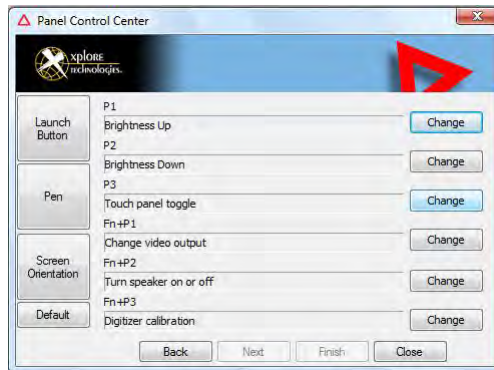 Panel Control Center
xplore
technologies.
Launch
Button
Pen
Screen
Orientation
Default
P1
Brightness Up
Change
P2
Brightness Down
Change
P3
Touch panel toggle
Change
Fn+P1
Change video output
Change
Fn+P2
Turn speaker on or off
Change
Fn+P3
Digitizer calibration
Change
Back
Next
Finish
Close